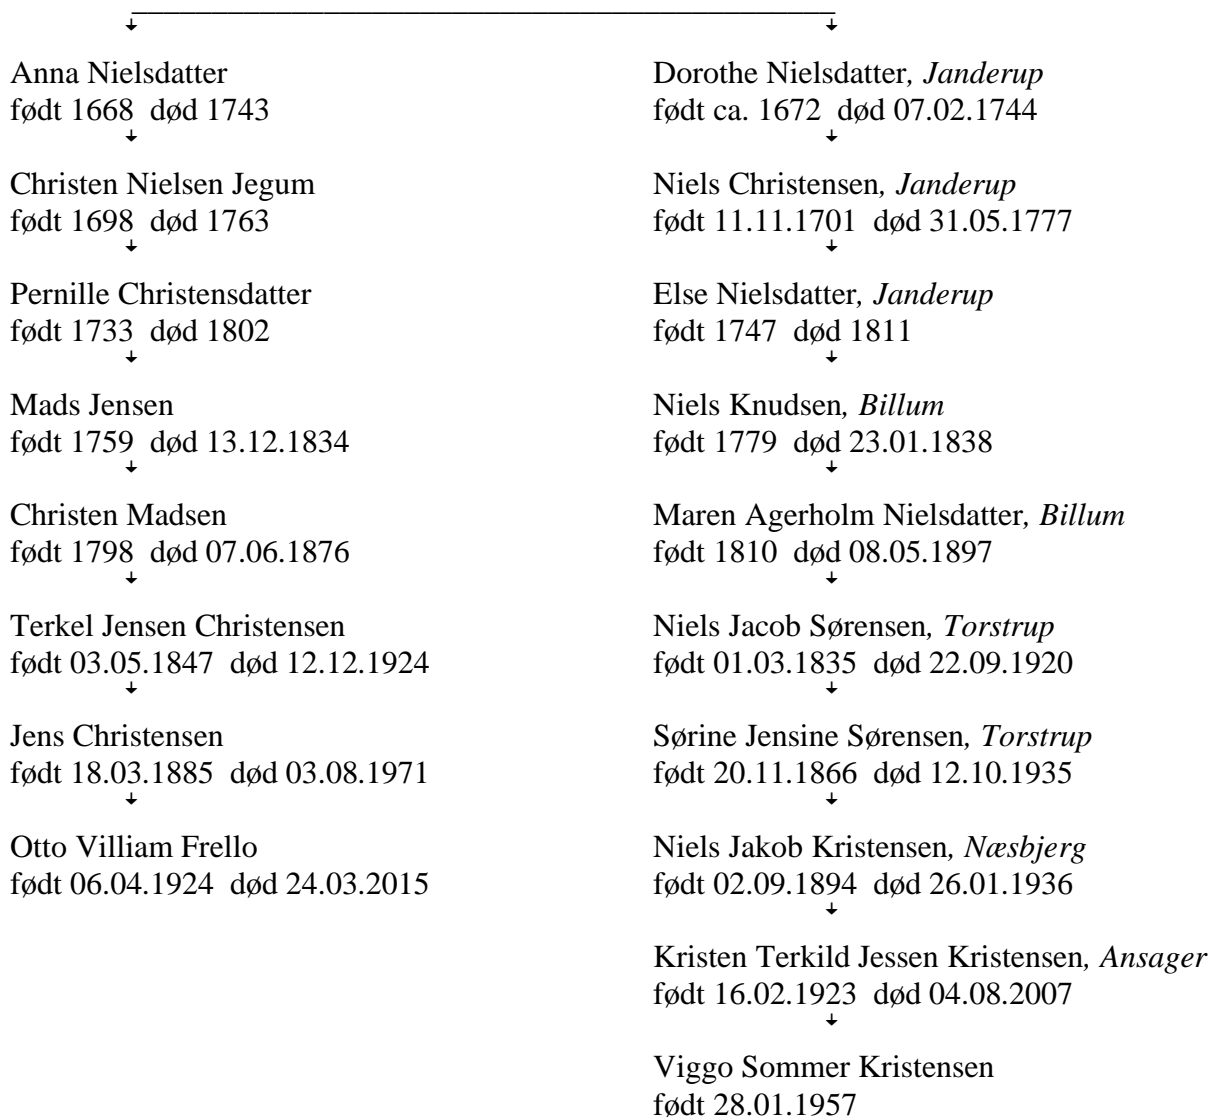 Anna Nielsdatter
født 1668  død 1743
Christen Nielsen Jegum
født 1698  død 1763
Pernille Christensdatter
født 1733  død 1802
Mads Jensen
født 1759  død 13.12.1834
Christen Madsen
født 1798  død 07.06.1876
Terkel Jensen Christensen
født 03.05.1847  død 12.12.1924
Jens Christensen
født 18.03.1885  død 03.08.1971
Otto Villiam Frello
født 06.04.1924  død 24.03.2015
Dorothe Nielsdatter, Janderup
født ca. 1672  død 07.02.1744
Niels Christensen, Janderup
født 11.11.1701  død 31.05.1777
Else Nielsdatter, Janderup
født 1747  død 1811
Niels Knudsen, Billum
født 1779  død 23.01.1838
Maren Agerholm Nielsdatter, Billum
født 1810  død 08.05.1897
Niels Jacob Sørensen, Torstrup
født 01.03.1835  død 22.09.1920
Sørine Jensine Sørensen, Torstrup
født 20.11.1866  død 12.10.1935
Niels Jakob Kristensen, Næsbjerg
født 02.09.1894  død 26.01.1936
Kristen Terkild Jessen Kristensen, Ansager
født 16.02.1923  død 04.08.2007
Viggo Sommer Kristensen
født 28.01.1957